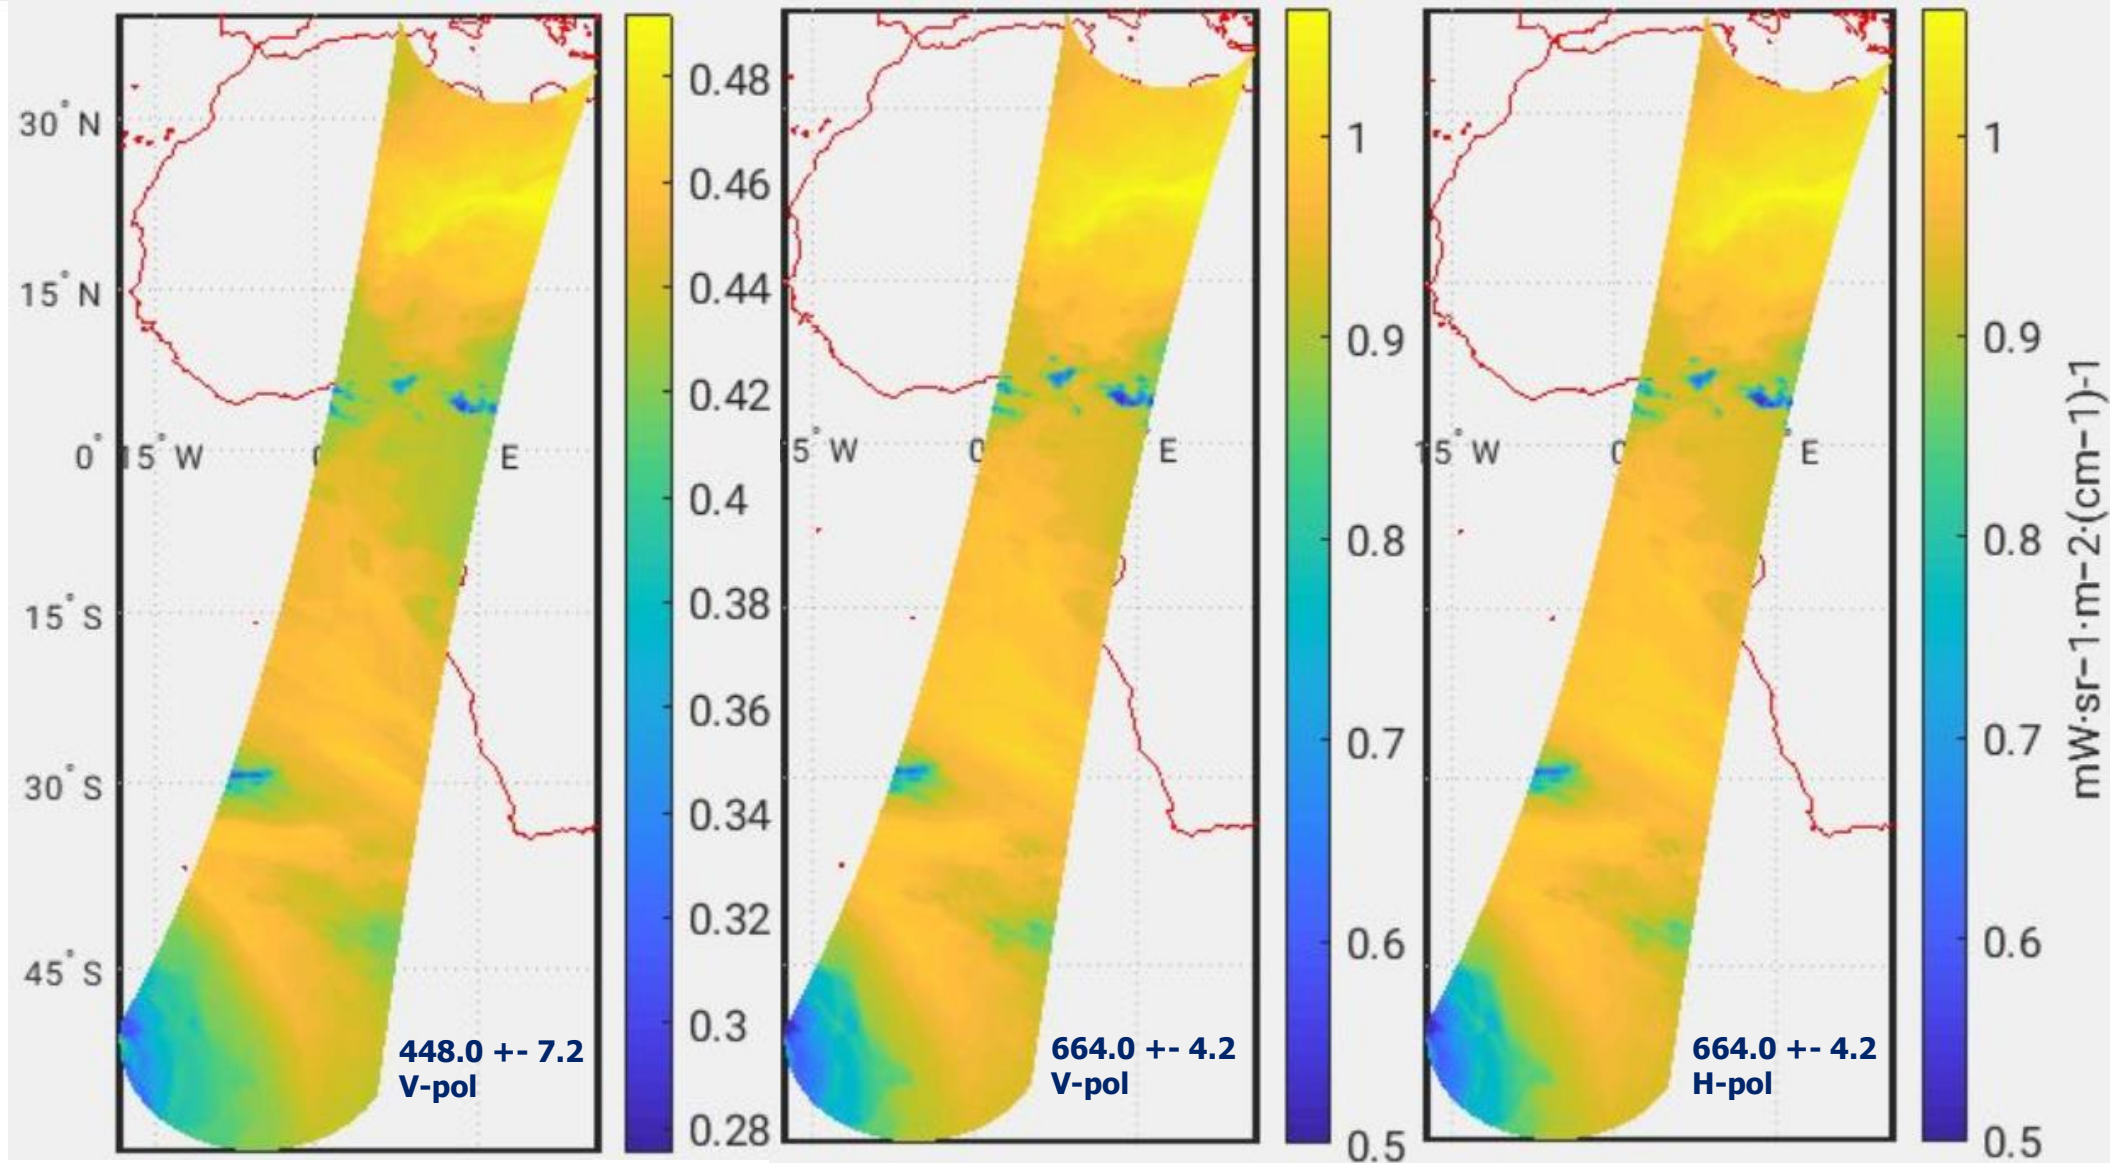 30° N
15° N
0°
15° S
30° S
45° S
15° W
0
E
0.48
0.46
0.44
0.42
0.4
0.38
0.36
0.34
0.32
0.3
0.28
448.0 +- 7.2
V-pol
5° W
0
° E
1
0.9
0.8
0.7
0.6
0.5
664.0 +- 4.2
V-pol
15° W
0
° E
1
0.9
0.8
0.7
0.6
0.5
664.0 +- 4.2
H-pol
mW·sr−1·m−2·(cm−1)-1